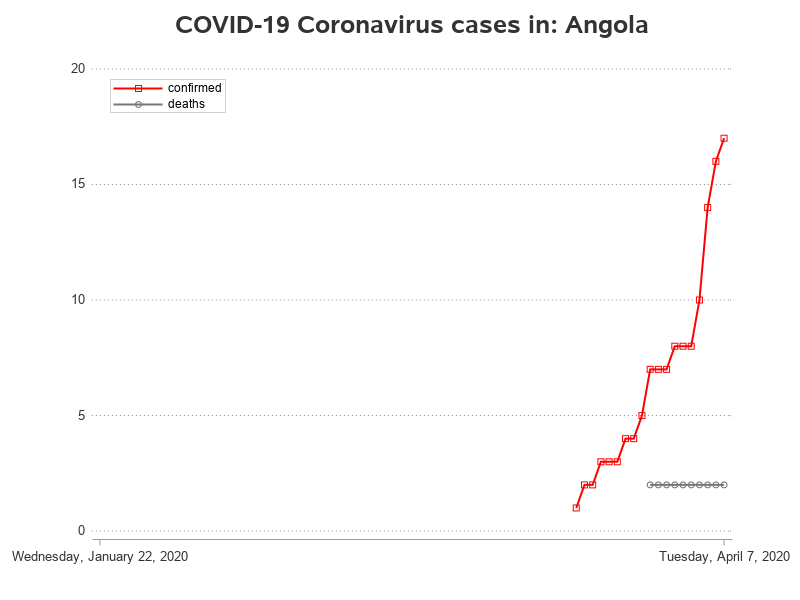 COVID-19 Coronavirus cases in: Angola
20
confirmed
deaths
15
10
5
0
Wednesday, January 22, 2020
Tuesday, April 7, 2020